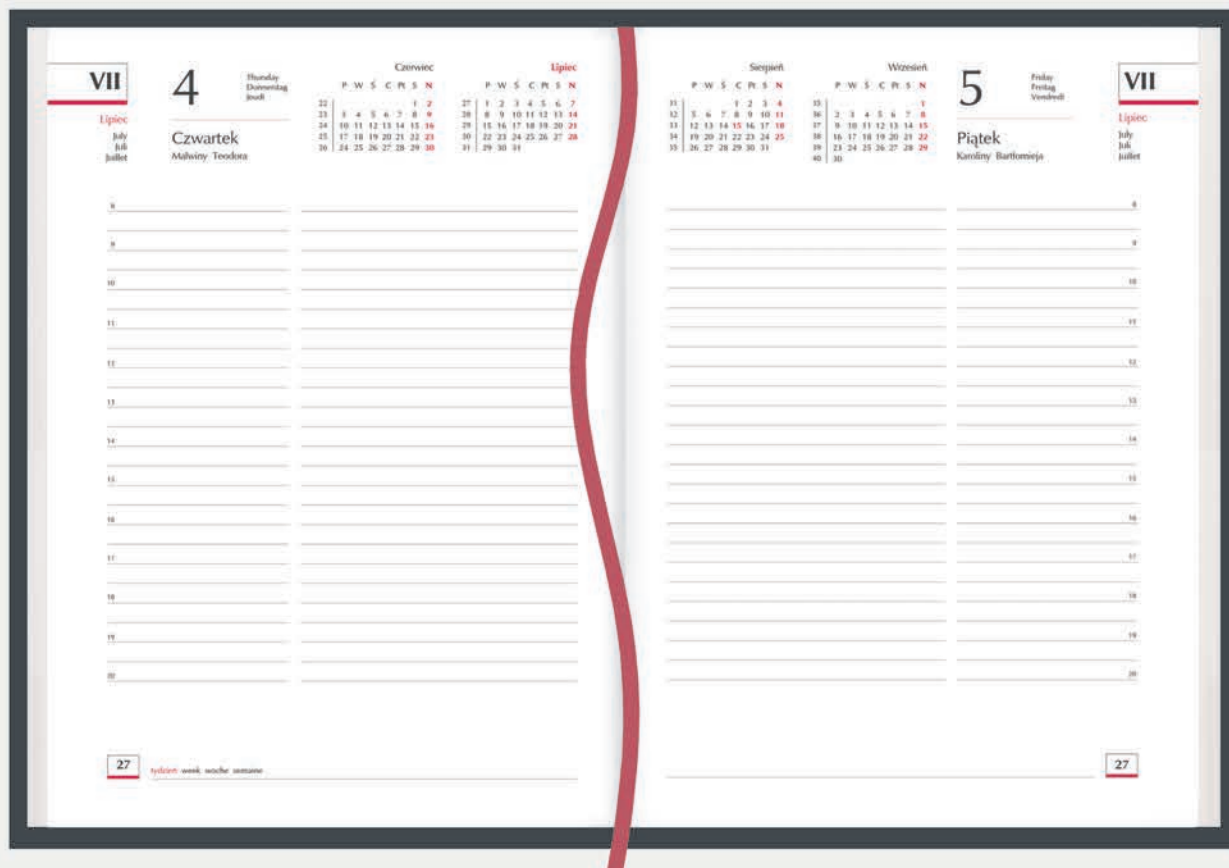 VII
Lipiec
July
Juli
Juillet
4
Thursday
Donnerstag
Jeudi
Czwartek
Malwiny Teodora
Czerwiec
P W Ś C Pt S N
22 1 2
23 3 4 5 6 7 8 9
24 10 11 12 13 14 15 16
25 17 18 19 20 21 22 23
26 24 25 26 27 28 29 30
Lipiec
P W Ś C Pt S N
27 1 2 3 4 5 6 7
28 8 9 10 11 12 13 14
29 15 16 17 18 19 20 21
30 22 23 24 25 26 27 28
31 29 30 31
8
9
10
11
12
13
14
15
16
17
18
19
20
27
tydzień week woche semaine
Sierpień
P W Ś C Pt S N
31 1 2 3 4
32 5 6 7 8 9 10 11
33 12 13 14 15 16 17 18
34 19 20 21 22 23 24 25
35 26 27 28 29 30 31
Wrzesień
P W Ś C Pt S N
35 1
36 2 3 4 5 6 7 8
37 9 10 11 12 13 14 15
38 16 17 18 19 20 21 22
39 23 24 25 26 27 28 29
40 30
5
Friday
Freitag
Vendredi
Piątek
Karoliny Bartłomieja
VII
Lipiec
July
Juli
Juillet
8
9
10
11
12
13
14
15
16
17
18
19
20
27